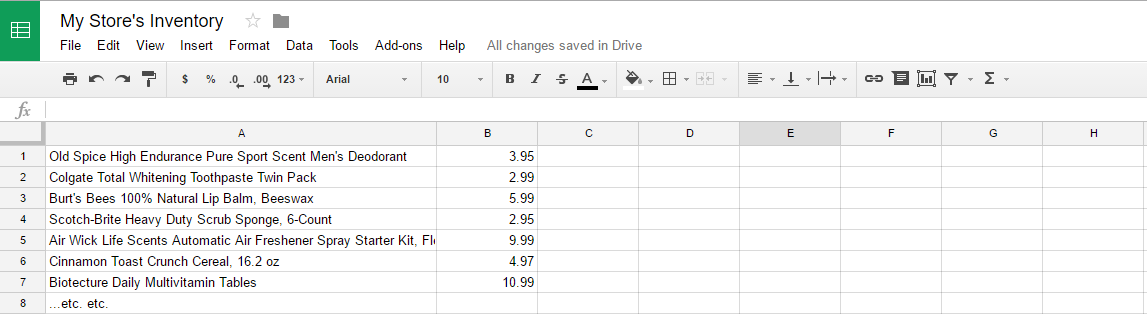 My Store's Inventory
File Edit View Insert Format Data Tools Add-ons Help All changes saved in Drive
$ % .0 .00 123 Arial 10 B I S A Σ
fx
A B C D E F G H
1 Old Spice High Endurance Pure Sport Scent Men's Deodorant 3.95
2 Colgate Total Whitening Toothpaste Twin Pack 2.99
3 Burt's Bees 100% Natural Lip Balm, Beeswax 5.99
4 Scotch-Brite Heavy Duty Scrub Sponge, 6-Count 2.95
5 Air Wick Life Scents Automatic Air Freshener Spray Starter Kit, 9.99
6 Cinnamon Toast Crunch Cereal, 16.2 oz 4.97
7 Biotecture Daily Multivitamin Tables 10.99
8 ...etc. etc.